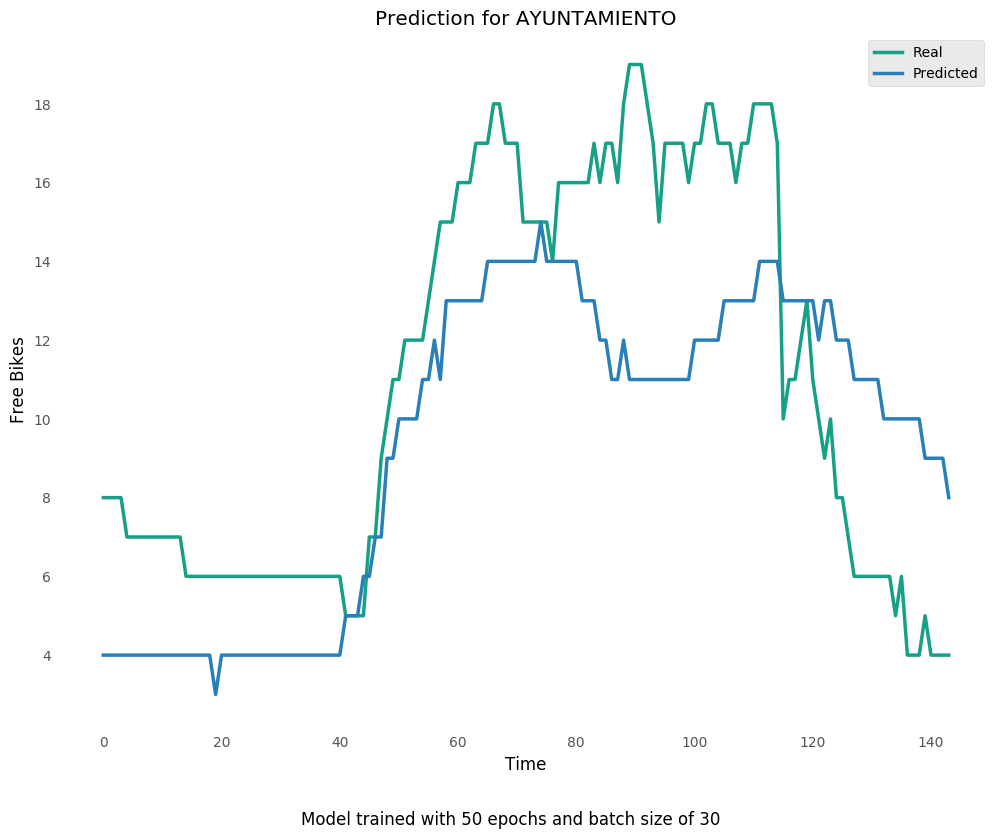 Prediction for AYUNTAMIENTO
Real
Predicted
18
16
14
12
10
8
6
4
Free Bikes
0 20 40 60 80 100 120 140
Time
Model trained with 50 epochs and batch size of 30